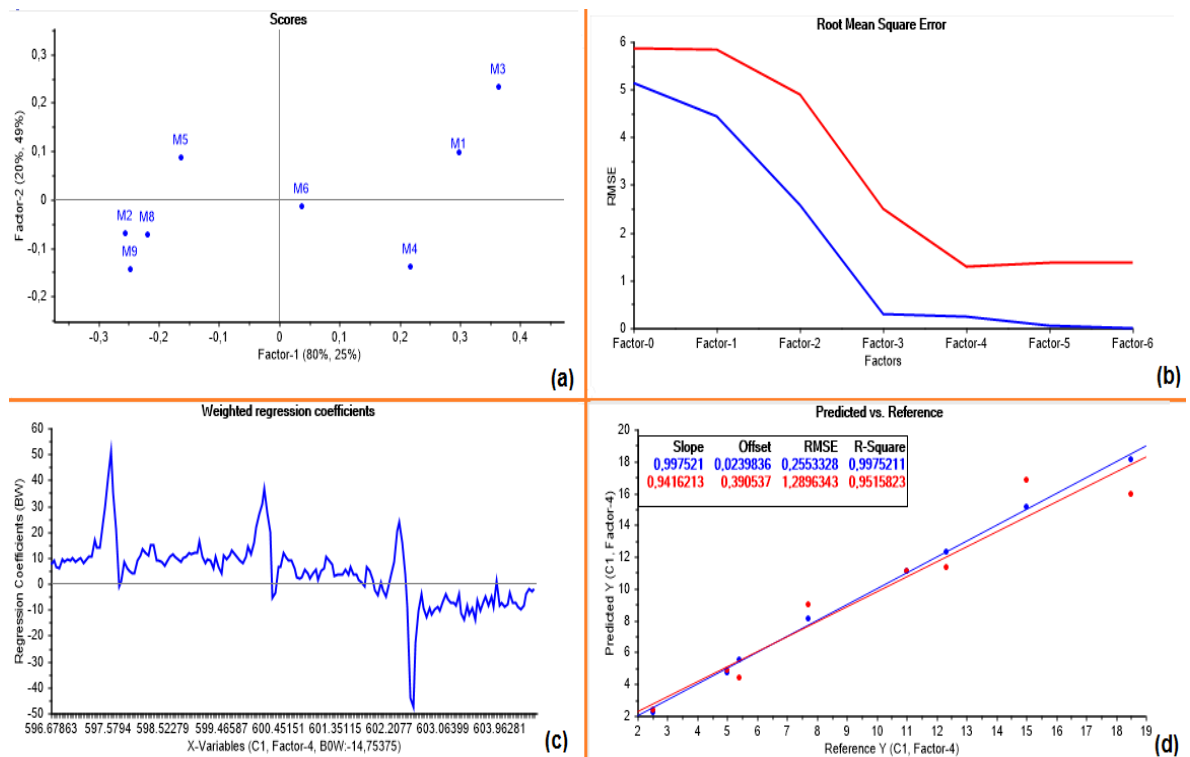 Scores
Factor-2 (20%, 49%)
0,3
0,2
0,1
0
-0,1
-0,2
M3
M1
M5
M6
M2
M8
M9
M4
-0,3
-0,2
-0,1
0
0,1
0,2
0,3
0,4
Factor-1 (80%, 25%)
(a)
Root Mean Square Error
RMSE
6
5
4
3
2
1
0
Factor-0
Factor-1
Factor-2
Factor-3
Factor-4
Factor-5
Factor-6
Factors
(b)
Weighted regression coefficients
Regression Coefficients (BW)
60
50
40
30
20
10
0
-10
-20
-30
-40
-50
596.67863
597.57794
598.52279
599.46587
600.45151
601.35115
602.2077
603.06399
603.96281
X-Variables (C1, Factor-4, B0W:-14,75375)
(c)
Predicted vs. Reference
Predicted Y (C1, Factor-4)
20
18
16
14
12
10
8
6
4
2
Slope Offset RMSE R-Square
0,997521 0,0239836 0,2553328 0,9975211
0,9416213 0,390537 1,2896343 0,9515823
2
3
4
5
6
7
8
9
10
11
12
13
14
15
16
17
18
19
Reference Y (C1, Factor-4)
(d)